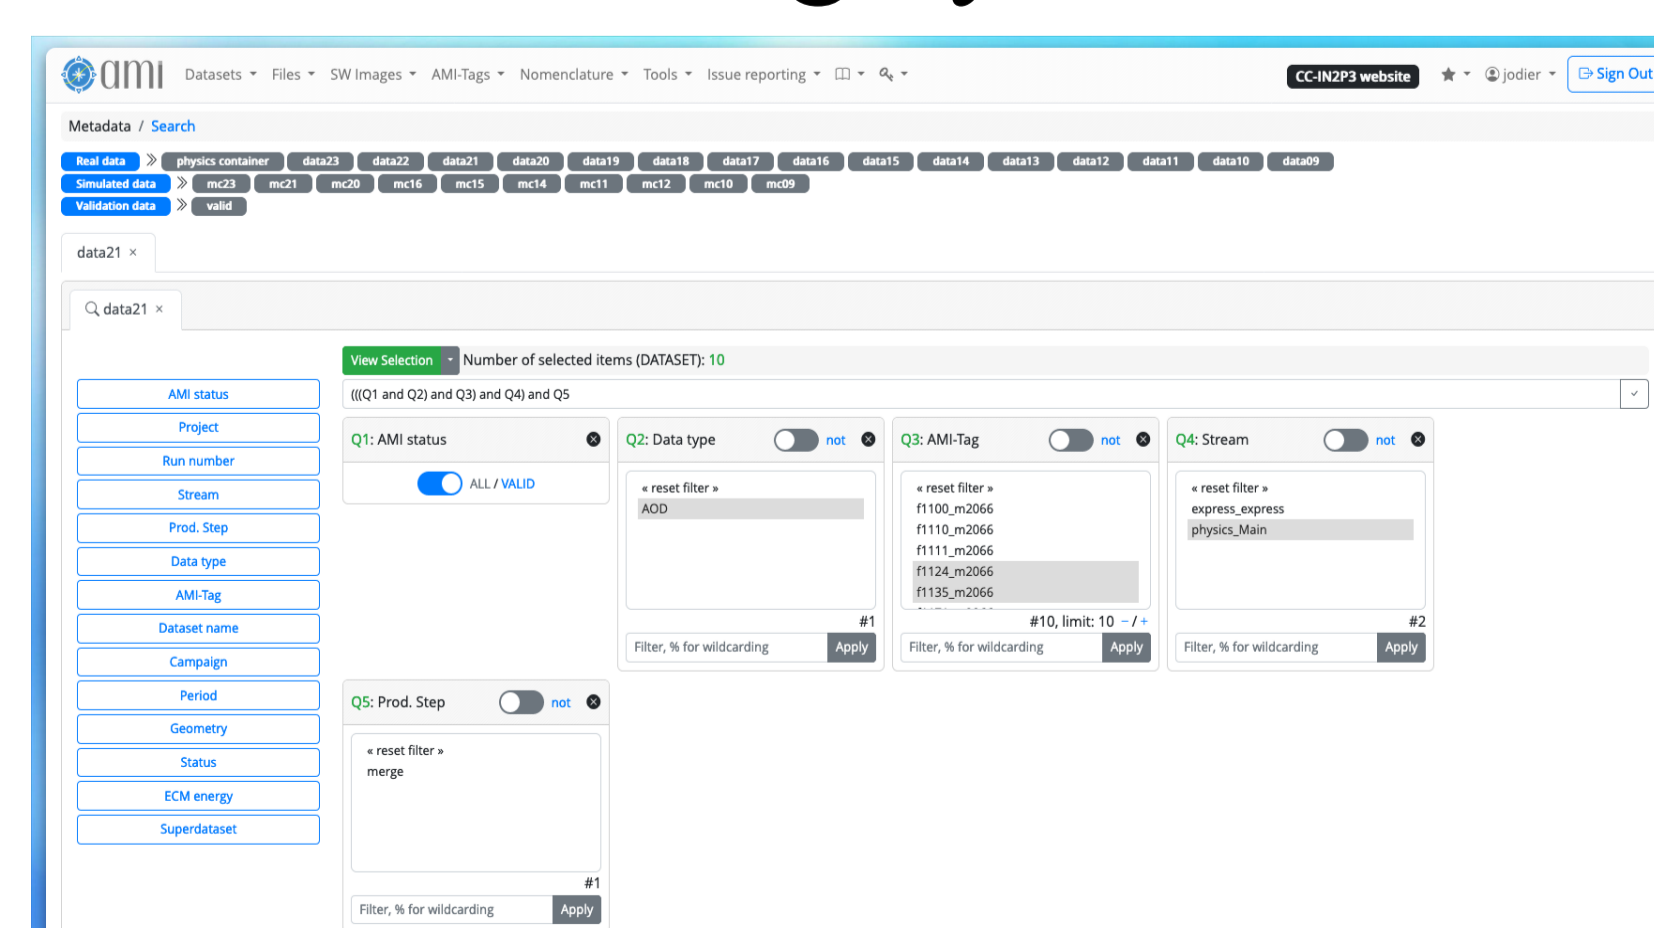 ami Datasets Files SW Images AMI-Tags Nomenclature Tools Issue reporting CC-IN2P3 website jodier Sign Out
Metadata / Search
Real data » physics container data23 data22 data21 data20 data19 data18 data17 data16 data15 data14 data13 data12 data11 data10 data09
Simulated data » mc23 mc21 mc20 mc16 mc15 mc14 mc11 mc12 mc10 mc09
Validation data » valid
data21 ×
data21 ×
View Selection Number of selected items (DATASET): 10
(((Q1 and Q2) and Q3) and Q4) and Q5
AMI status
Project
Run number
Stream
Prod. Step
Data type
AMI-Tag
Dataset name
Campaign
Period
Geometry
Status
ECM energy
Superdataset
Q1: AMI status
ALL / VALID
Q2: Data type not
« reset filter »
AOD
#1
Filter, % for wildcarding Apply
Q3: AMI-Tag not
« reset filter »
f1100_m2066
f1110_m2066
f1111_m2066
f1124_m2066
f1135_m2066
#10, limit: 10 − / +
Filter, % for wildcarding Apply
Q4: Stream not
« reset filter »
express_express
physics_Main
#2
Filter, % for wildcarding Apply
Q5: Prod. Step not
« reset filter »
merge
#1
Filter, % for wildcarding Apply